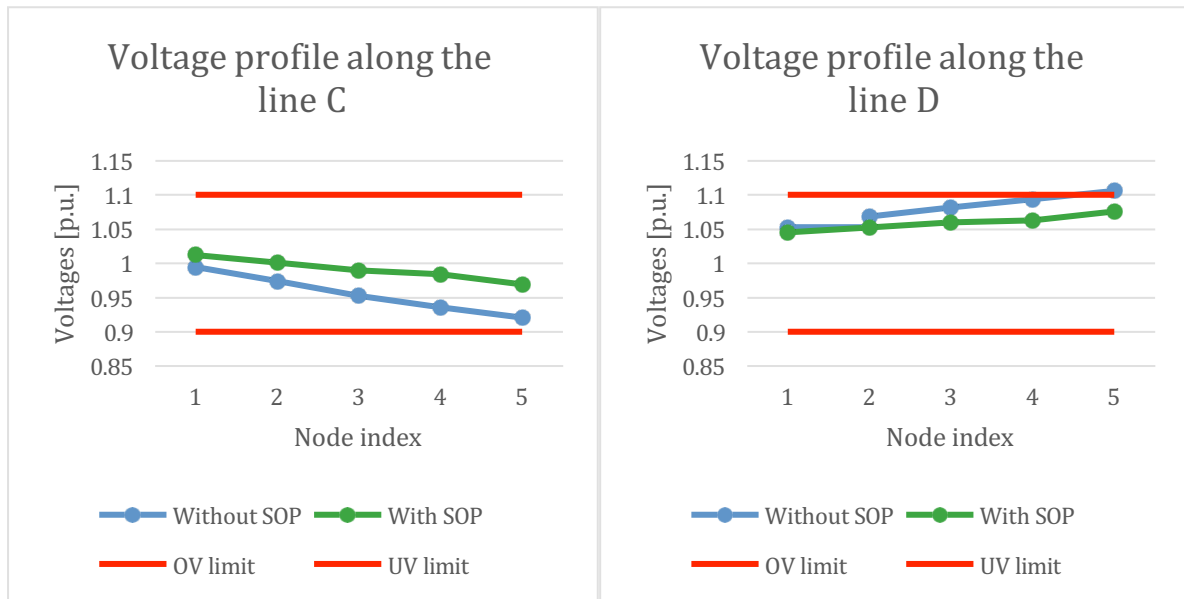 Voltage profile along the
line C
Voltages [p.u.]
1.15
1.1
1.05
1
0.95
0.9
0.85
1 2 3 4 5
Node index
Without SOP With SOP
OV limit UV limit
Voltage profile along the
line D
Voltages [p.u.]
1.15
1.1
1.05
1
0.95
0.9
0.85
1 2 3 4 5
Node index
Without SOP With SOP
OV limit UV limit